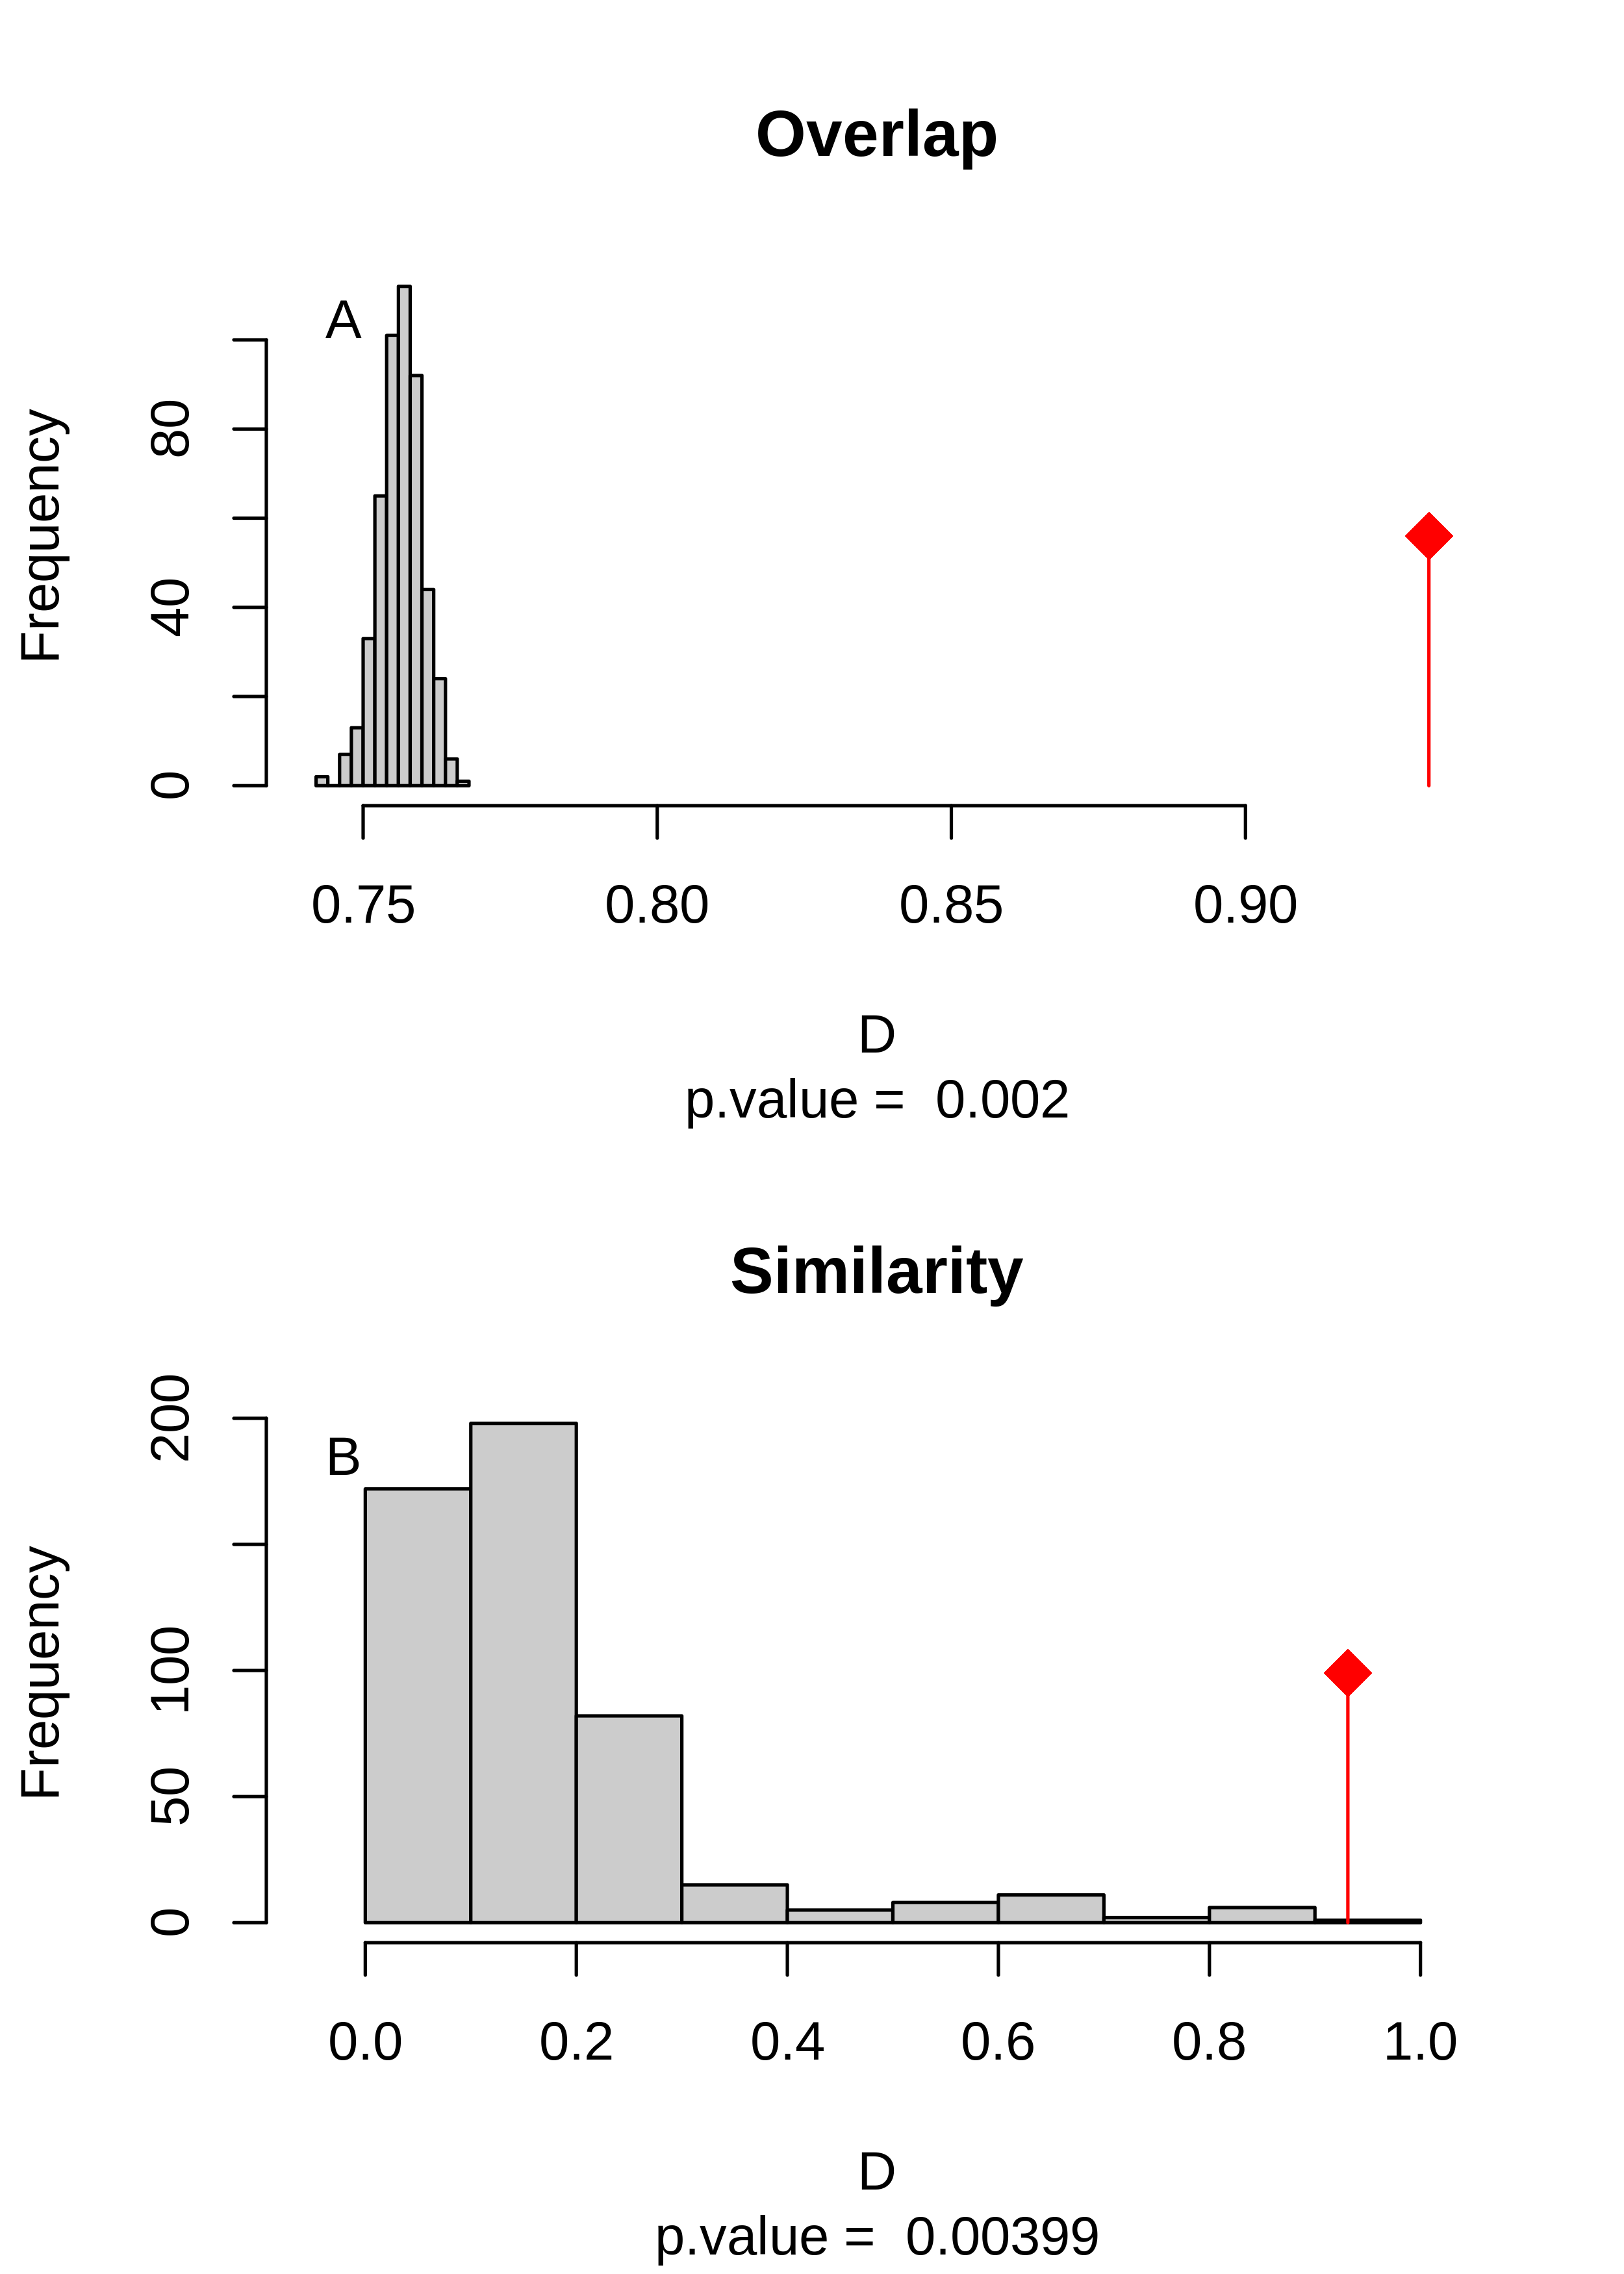 Overlap
A
Frequency
80
40
0
0.75 0.80 0.85 0.90
D
p.value = 0.002
Similarity
B
Frequency
200
100
50
0
0.0 0.2 0.4 0.6 0.8 1.0
D
p.value = 0.00399